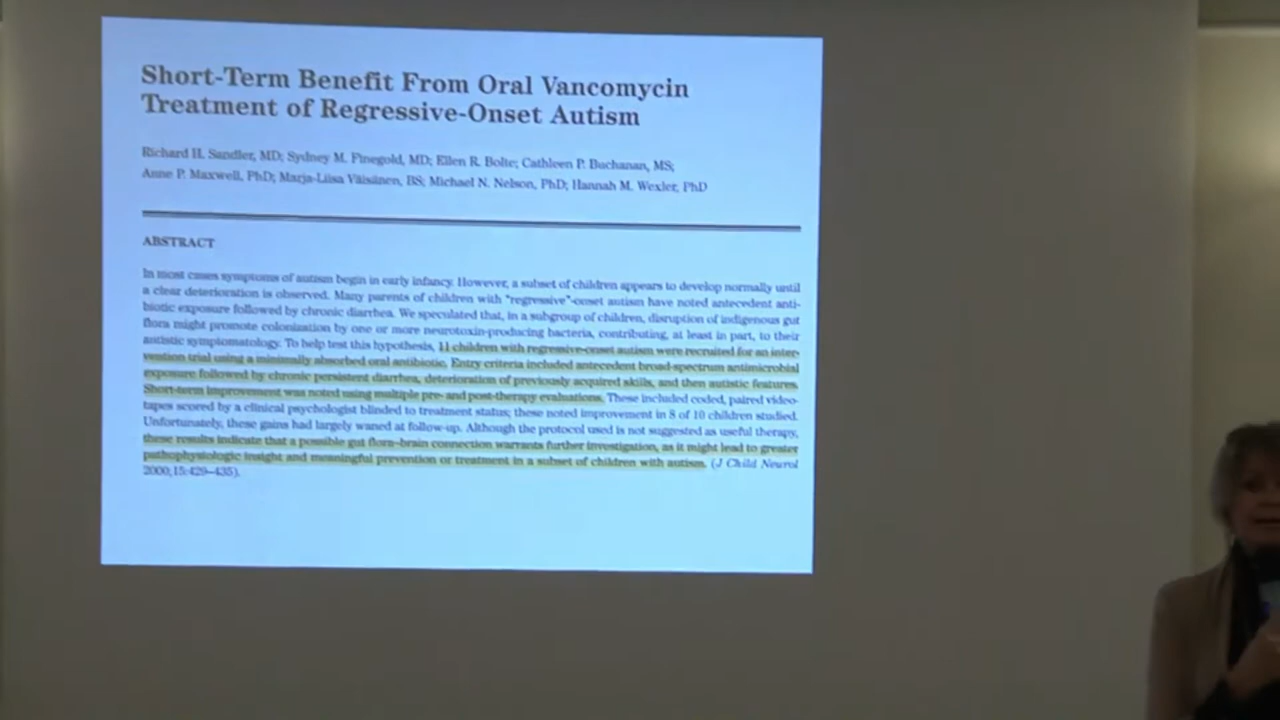 Short-Term Benefit From Oral Vancomycin
Treatment of Regressive-Onset Autism
Richard H. Sandler, MD; Sydney M. Finegold, MD; Ellen R. Bolte; Cathleen P. Buchanan, MS;
Anne P. Maxwell, PhD; Marja-Liisa Väisänen, BS; Michael N. Nelson, PhD; Hannah M. Wexler, PhD
ABSTRACT
In most cases symptoms of autism begin in early infancy. However, a subset of children appears to develop normally until
a clear deterioration is observed. Many parents of children with "regressive"-onset autism have noted antecedent anti-
biotic exposure followed by chronic diarrhea. We speculated that, in a subgroup of children, disruption of indigenous gut
flora might promote colonization by one or more neurotoxin-producing bacteria, contributing, at least in part, to their
autistic symptomatology. To help test this hypothesis, 11 children with regressive-onset autism were recruited for an inter-
vention trial using a minimally absorbed oral antibiotic. Entry criteria included antecedent broad-spectrum antimicrobial
exposure followed by chronic persistent diarrhea, deterioration of previously acquired skills, and then autistic features.
Short-term improvement was noted using multiple pre- and post-therapy evaluations. These included coded, paired video-
tapes scored by a clinical psychologist blinded to treatment status; these noted improvement in 8 of 10 children studied.
Unfortunately, these gains had largely waned at follow-up. Although the protocol used is not suggested as useful therapy,
these results indicate that a possible gut flora–brain connection warrants further investigation, as it might lead to greater
pathophysiologic insight and meaningful prevention or treatment in a subset of children with autism. (J Child Neurol
2000;15:429–435).